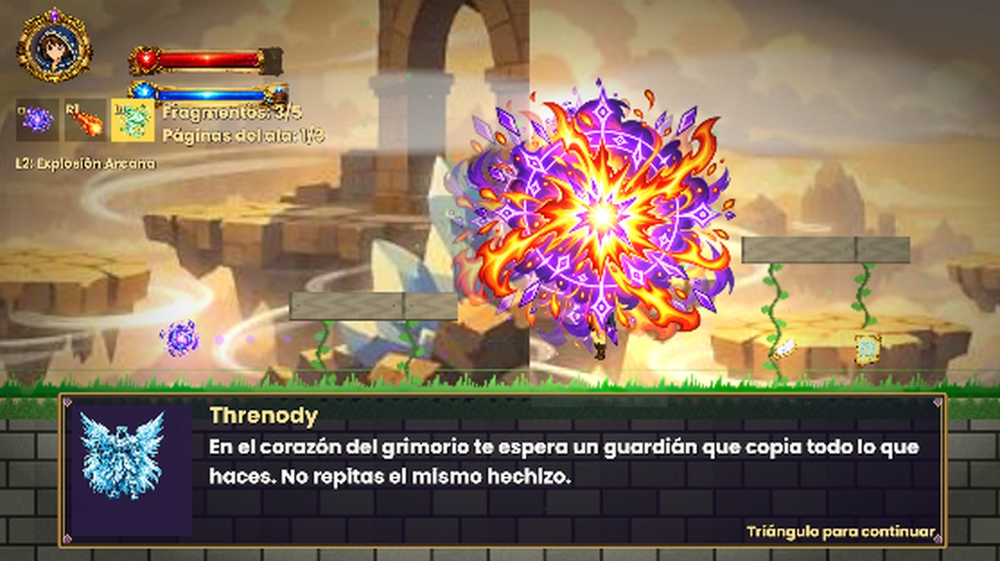 R1
Fragmentos: 3/5
Páginas del ala: 1/3
L2: Explosión Arcana
Threnody
En el corazón del grimorio te espera un guardián que copia todo lo que
haces. No repitas el mismo hechizo.
Triángulo para continuar